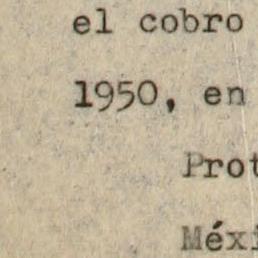 el cobro
1950, en
Prot
Méxi